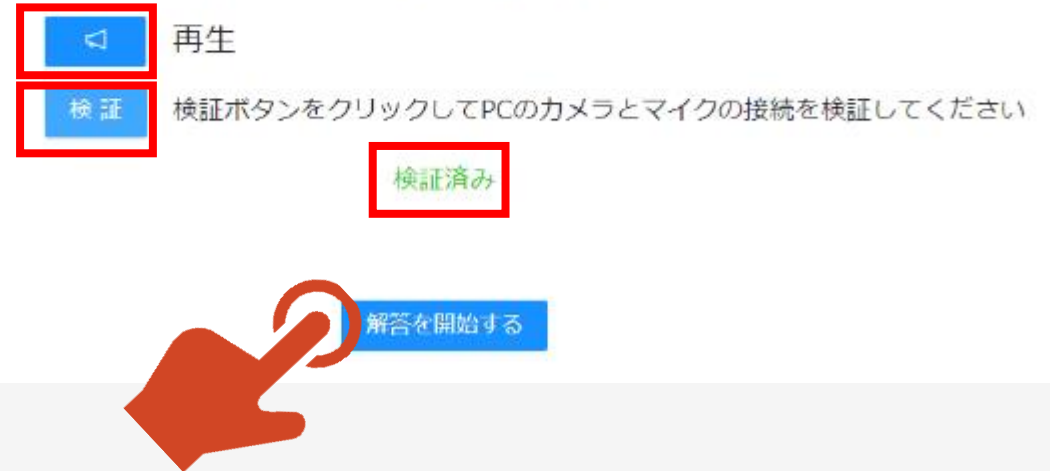 再生
検証
検証ボタンをクリックしてPCのカメラとマイクの接続を検証してください
検証済み
解答を開始する